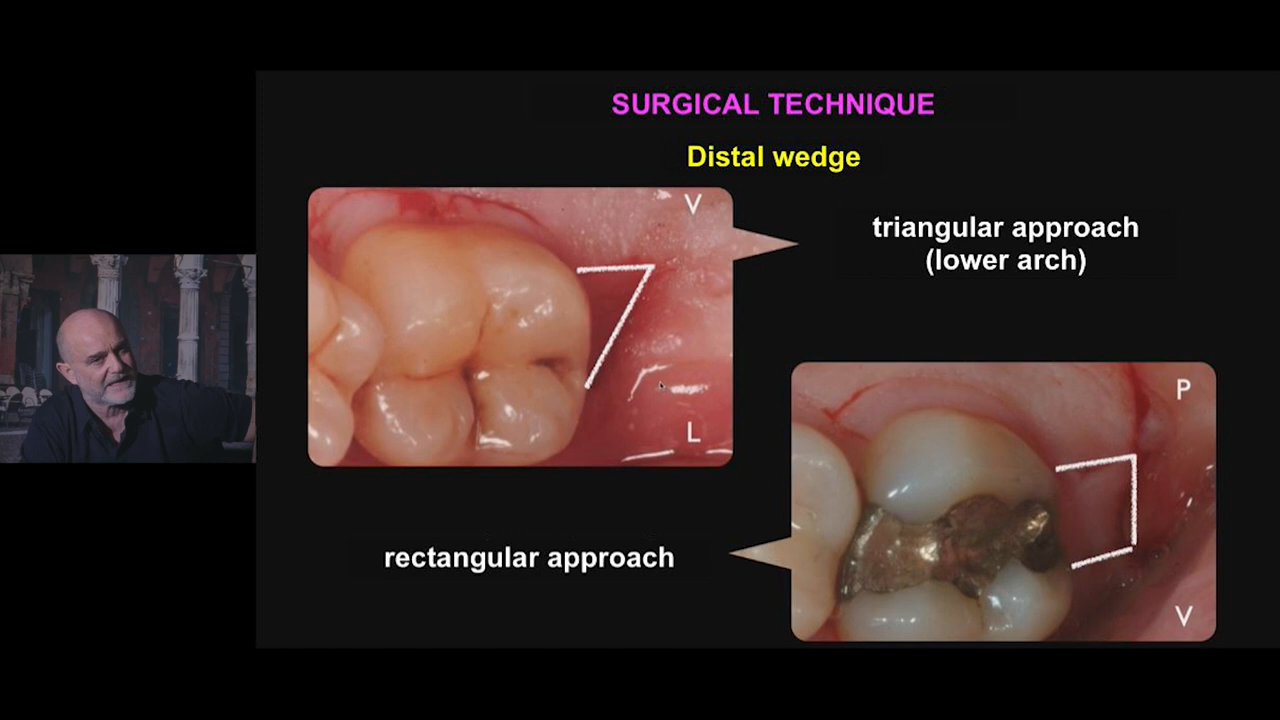 SURGICAL TECHNIQUE
Distal wedge
V
triangular approach
(lower arch)
L
P
rectangular approach
V